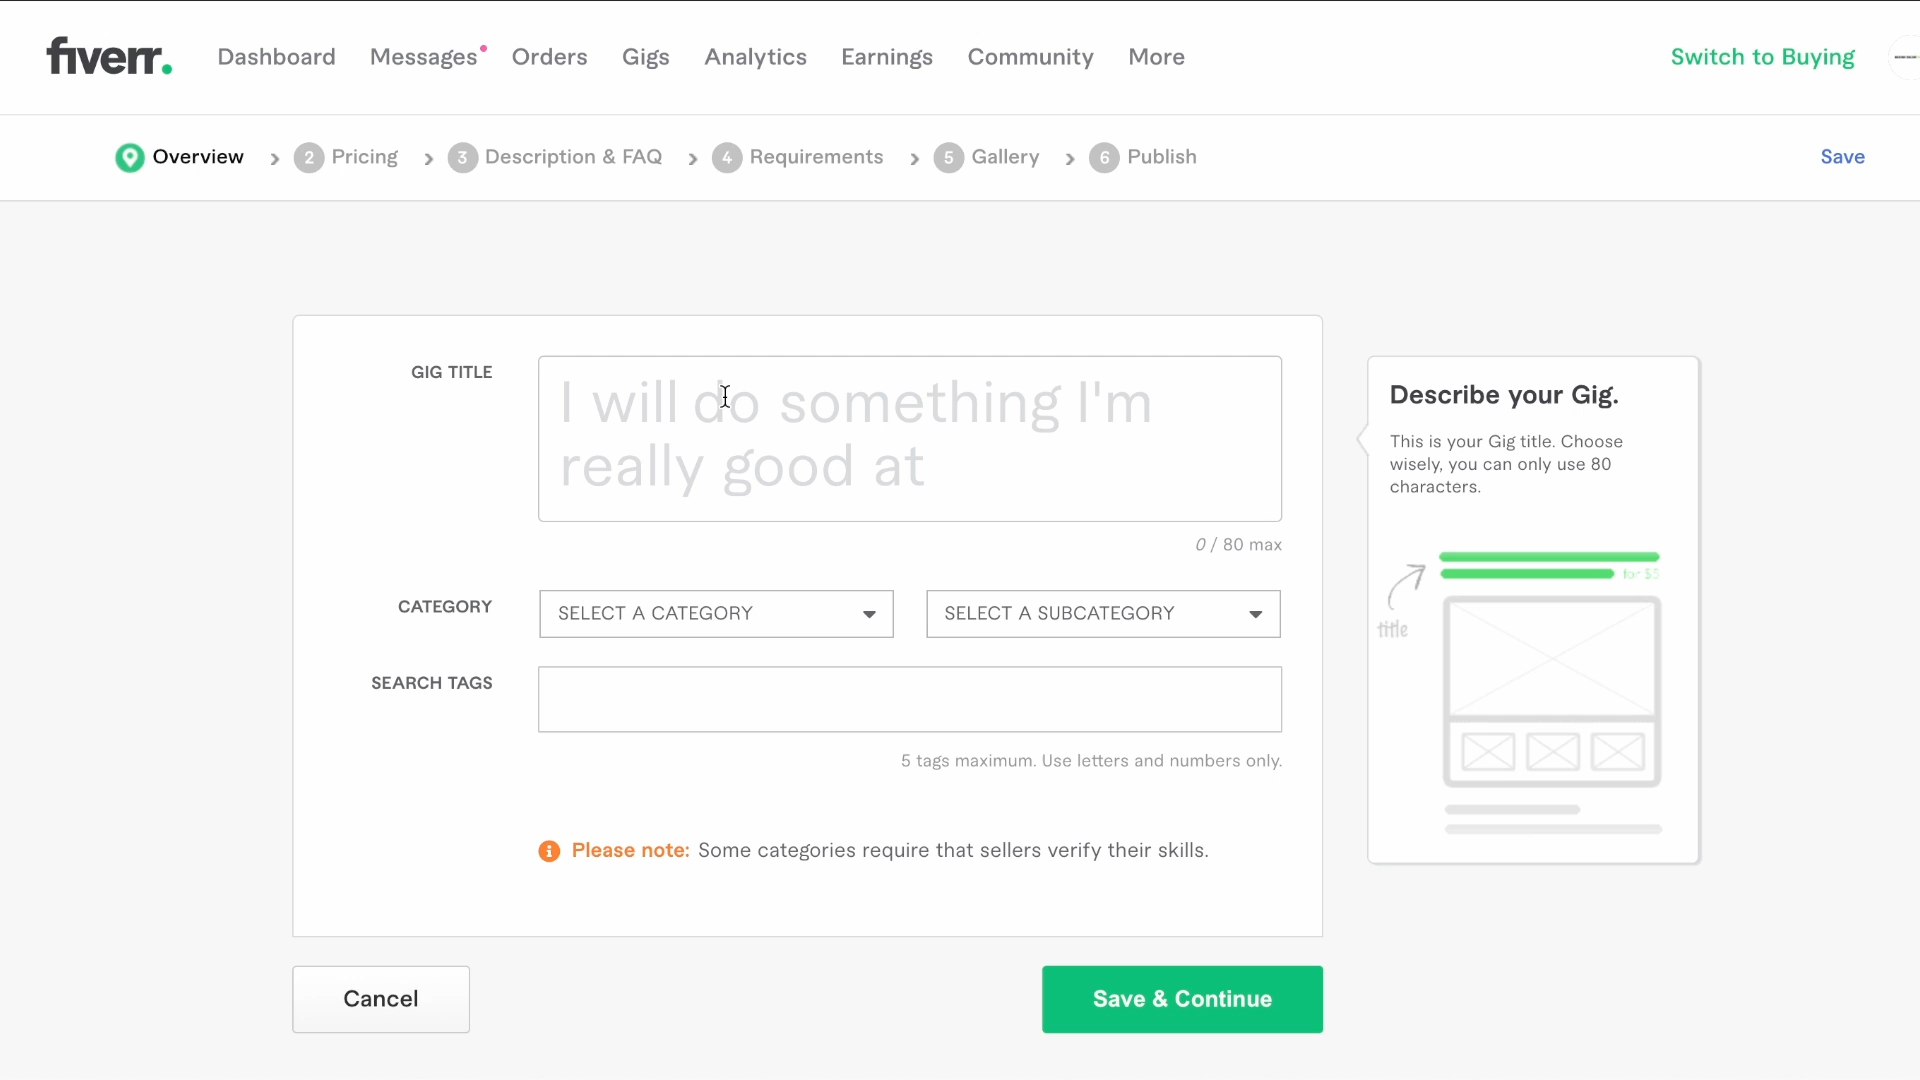 fiverr.
Dashboard Messages Orders Gigs Analytics Earnings Community More Switch to Buying
Overview 2 Pricing 3 Description & FAQ 4 Requirements 5 Gallery 6 Publish Save
GIG TITLE
I will do something I'm
really good at
0 / 80 max
CATEGORY SELECT A CATEGORY SELECT A SUBCATEGORY
SEARCH TAGS
5 tags maximum. Use letters and numbers only.
Please note: Some categories require that sellers verify their skills.
Cancel Save & Continue
Describe your Gig.
This is your Gig title. Choose
wisely, you can only use 80
characters.
for $5
title